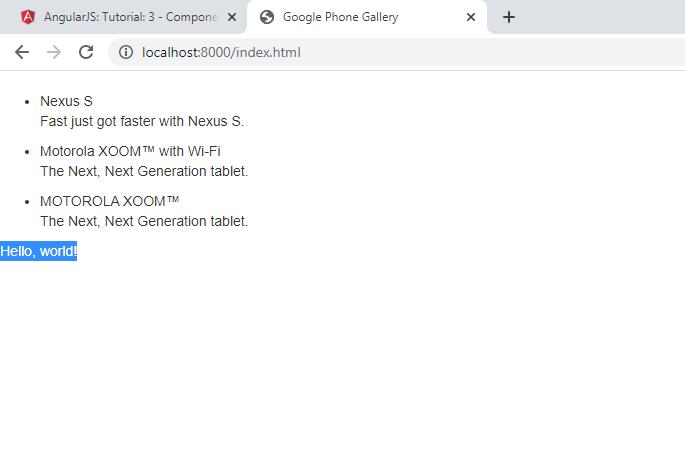 AngularJS: Tutorial: 3 - Compone
Google Phone Gallery
localhost:8000/index.html
Nexus S
Fast just got faster with Nexus S.
Motorola XOOM™ with Wi-Fi
The Next, Next Generation tablet.
MOTOROLA XOOM™
The Next, Next Generation tablet.
Hello, world!